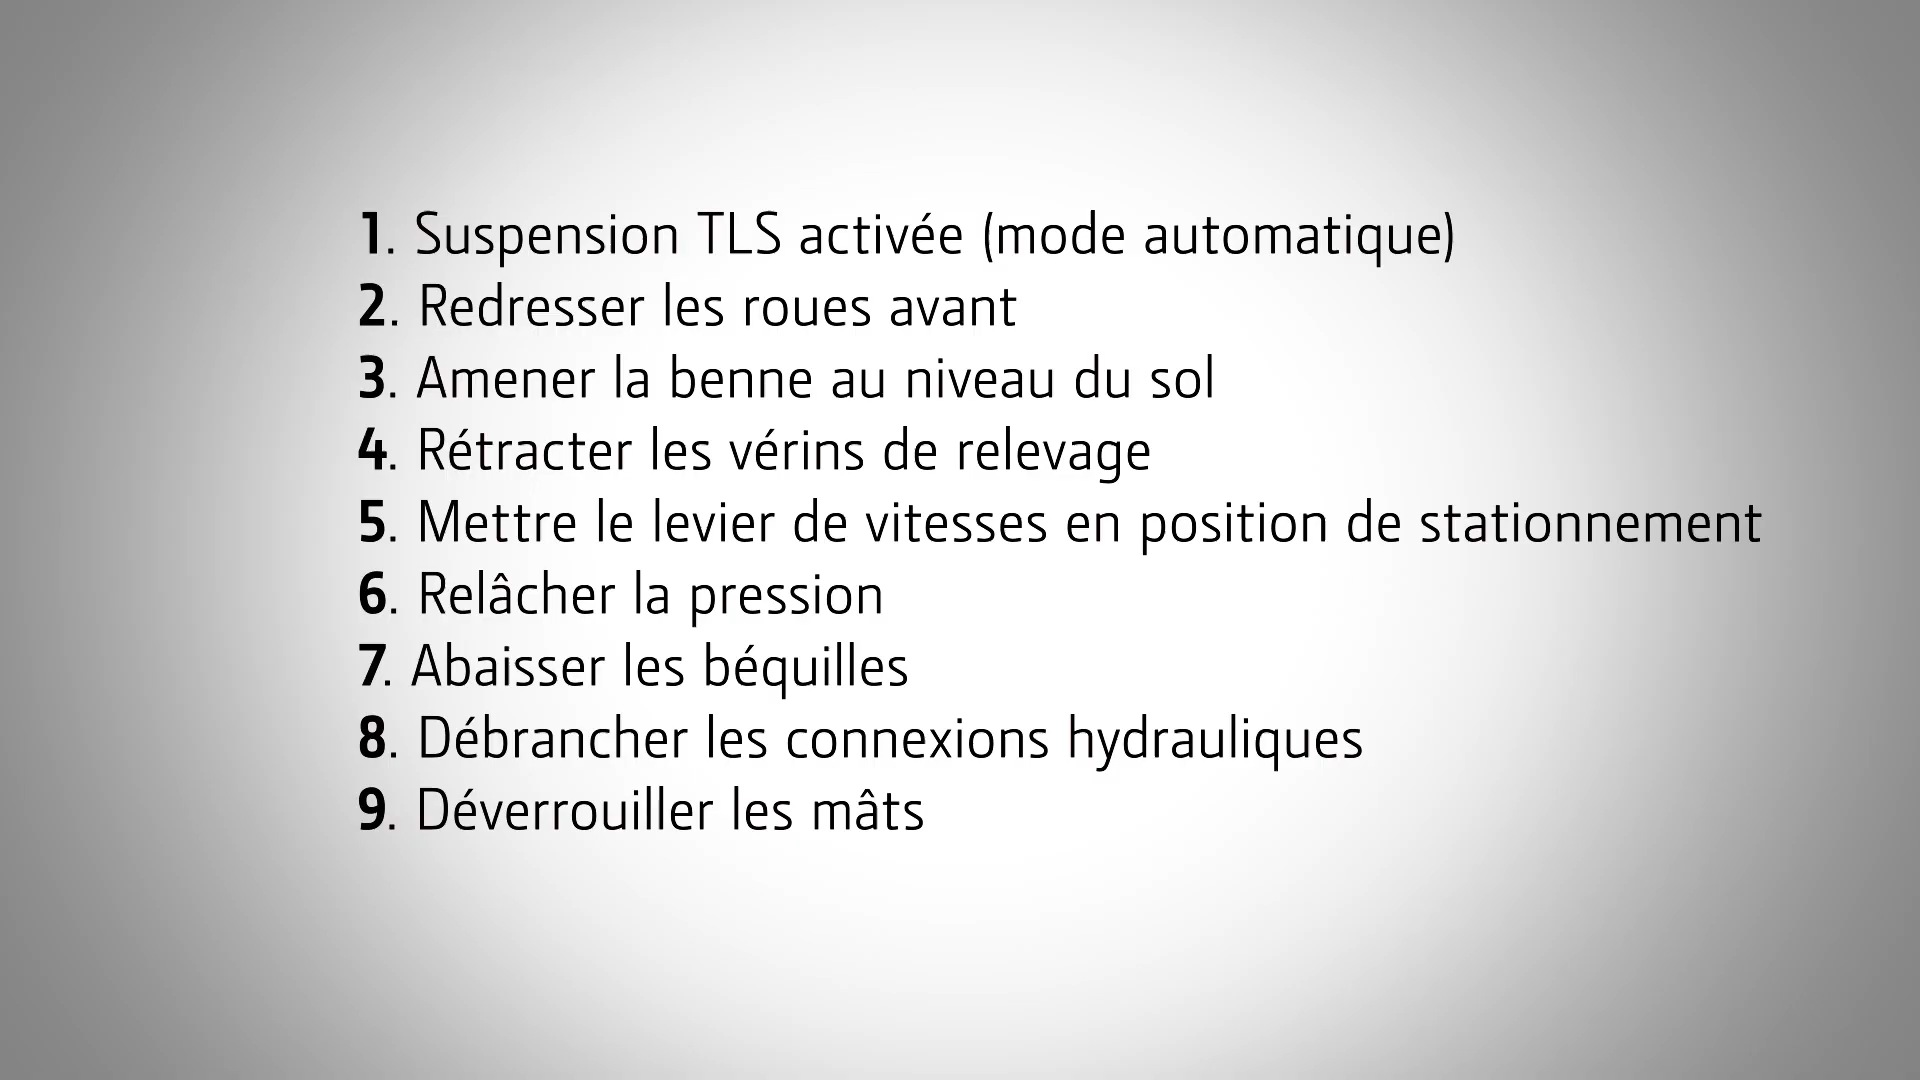 1. Suspension TLS activée (mode automatique)
2. Redresser les roues avant
3. Amener la benne au niveau du sol
4. Rétracter les vérins de relevage
5. Mettre le levier de vitesses en position de stationnement
6. Relâcher la pression
7. Abaisser les béquilles
8. Débrancher les connexions hydrauliques
9. Déverrouiller les mâts